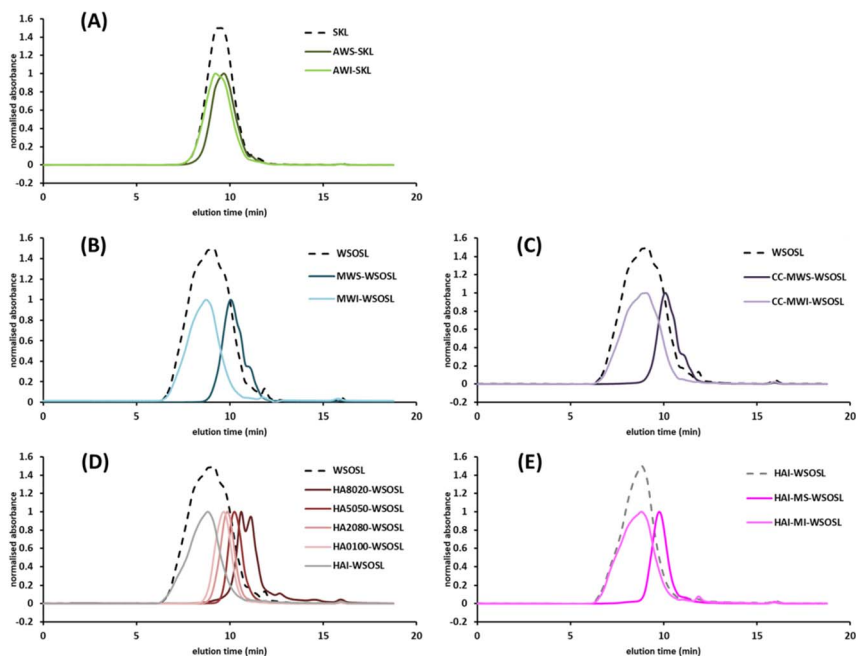 (A)
normalised absorbance
1.6
1.4
1.2
1
0.8
0.6
0.4
0.2
0
-0.2
0 5 10 15 20
elution time (min)
SKL
AWS-SKL
AWI-SKL
(B)
normalised absorbance
1.6
1.4
1.2
1
0.8
0.6
0.4
0.2
0
-0.2
0 5 10 15 20
elution time (min)
WSOSL
MWS-WSOSL
MWI-WSOSL
(C)
normalised absorbance
1.6
1.4
1.2
1
0.8
0.6
0.4
0.2
0
-0.2
0 5 10 15 20
elution time (min)
WSOSL
CC-MWS-WSOSL
CC-MWI-WSOSL
(D)
normalised absorbance
1.6
1.4
1.2
1
0.8
0.6
0.4
0.2
0
-0.2
0 5 10 15 20
elution time (min)
WSOSL
HA8020-WSOSL
HA5050-WSOSL
HA2080-WSOSL
HA0100-WSOSL
HAI-WSOSL
(E)
normalised absorbance
1.6
1.4
1.2
1
0.8
0.6
0.4
0.2
0
-0.2
0 5 10 15 20
elution time (min)
HAI-WSOSL
HAI-MS-WSOSL
HAI-MI-WSOSL